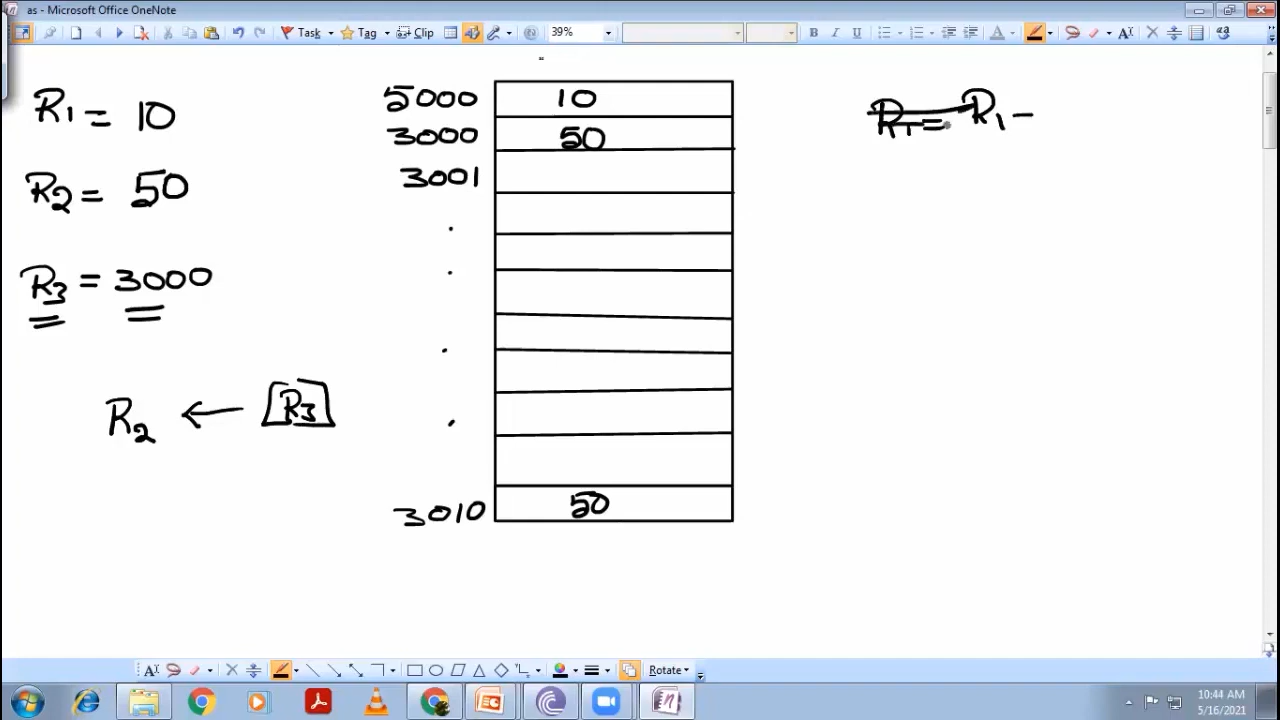 as - Microsoft Office OneNote
Task Tag Clip 39% B I U A
R1 = 10
R2 = 50
R3 = 3000
R2 ← R3
5000 10
3000 50
3001
.
.
.
.
3010 50
R1 = R1 -
Rotate
10:44 AM
5/16/2021